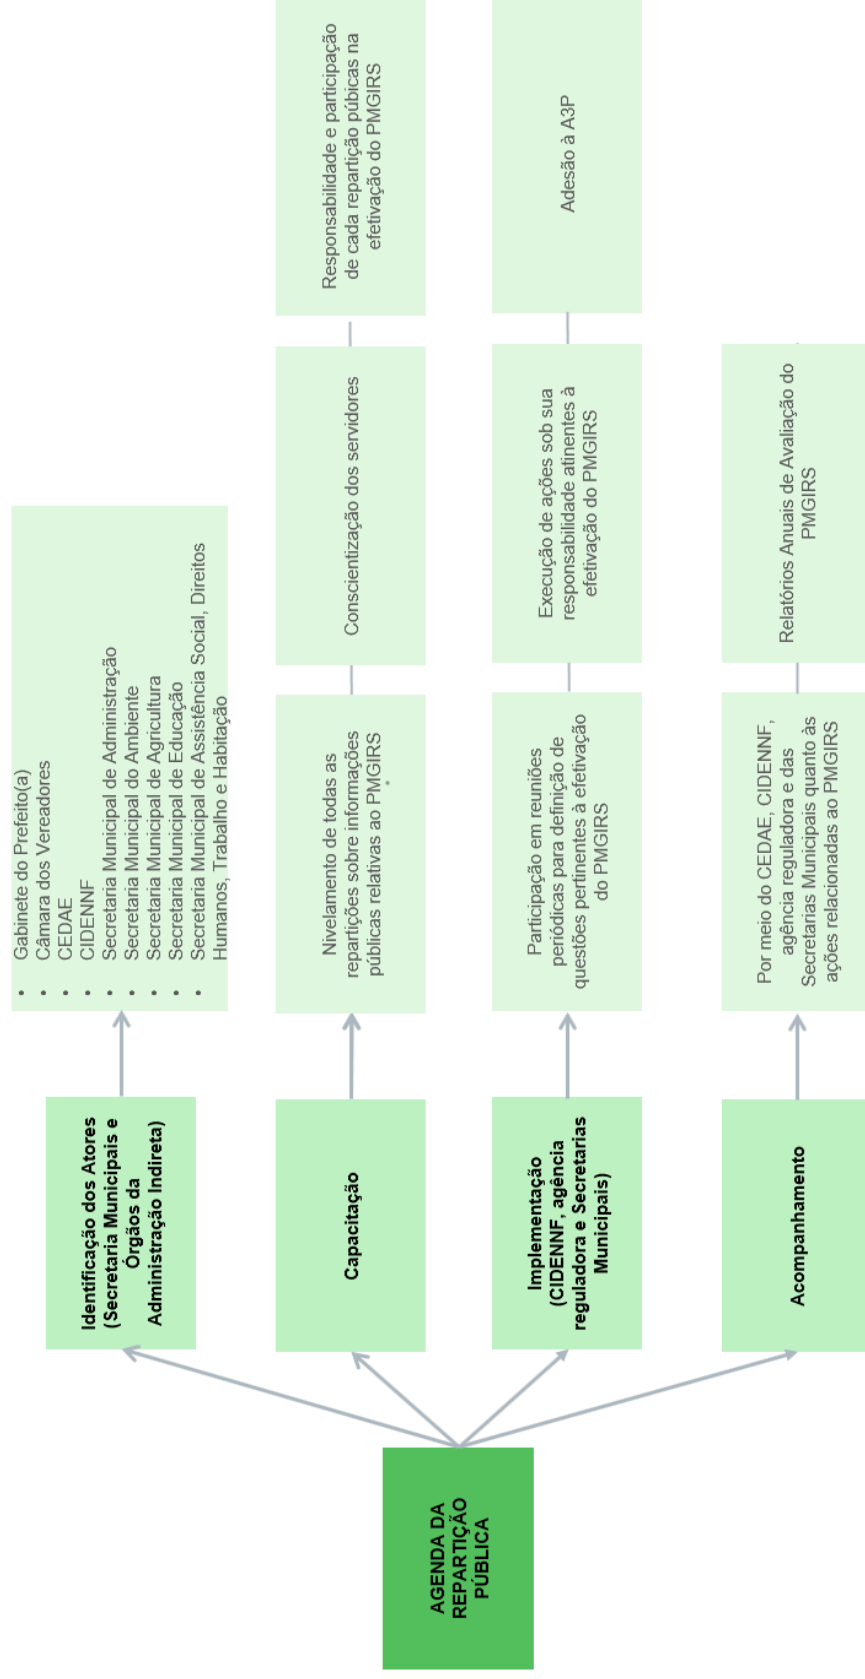 AGENDA DA
REPARTIÇÃO
PÚBLICA
Identificação dos Atores
(Secretaria Municipais e
Órgãos da
Administração Indireta)
• Gabinete do Prefeito(a)
• Câmara dos Vereadores
• CEDAE
• CIDENNF
• Secretaria Municipal de Administração
• Secretaria Municipal do Ambiente
• Secretaria Municipal de Agricultura
• Secretaria Municipal de Educação
• Secretaria Municipal de Assistência Social, Direitos
Humanos, Trabalho e Habitação
Capacitação
Nivelamento de todas as
repartições sobre informações
públicas relativas ao PMGIRS
Conscientização dos servidores
Responsabilidade e participação
de cada repartição púbicas na
efetivação do PMGIRS
Implementação
(CIDENNF, agência
reguladora e Secretarias
Municipais)
Participação em reuniões
periódicas para definição de
questões pertinentes à efetivação
do PMGIRS
Execução de ações sob sua
responsabilidade atinentes à
efetivação do PMGIRS
Adesão à A3P
Acompanhamento
Por meio do CEDAE, CIDENNF,
agência reguladora e das
Secretarias Municipais quanto às
ações relacionadas ao PMGIRS
Relatórios Anuais de Avaliação do
PMGIRS